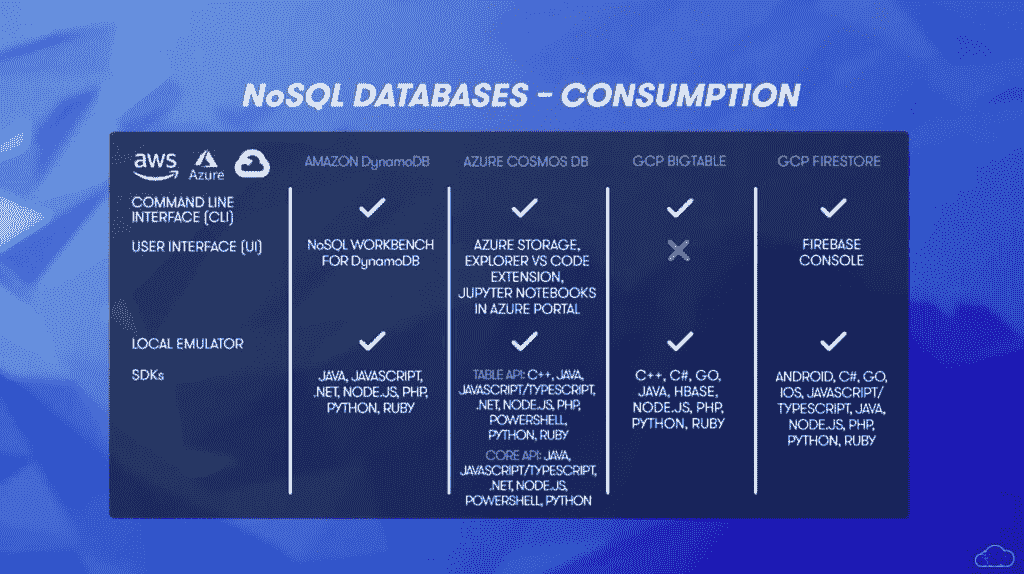 NoSQL DATABASES – CONSUMPTION
aws
Azure
AMAZON DynamoDB
AZURE COSMOS DB
GCP BIGTABLE
GCP FIRESTORE
COMMAND LINE
INTERFACE (CLI)
USER INTERFACE (UI)
NoSQL WORKBENCH
FOR DynamoDB
AZURE STORAGE,
EXPLORER VS CODE
EXTENSION,
JUPYTER NOTEBOOKS
IN AZURE PORTAL
FIREBASE
CONSOLE
LOCAL EMULATOR
SDKs
JAVA, JAVASCRIPT,
.NET, NODE.JS, PHP,
PYTHON, RUBY
TABLE API: C++, JAVA,
JAVASCRIPT/TYPESCRIPT,
.NET, NODE.JS, PHP,
POWERSHELL,
PYTHON, RUBY
CORE API: JAVA,
JAVASCRIPT/TYPESCRIPT,
.NET, NODE.JS,
POWERSHELL, PYTHON
C++, C#, GO,
JAVA, HBASE,
NODE.JS, PHP,
PYTHON, RUBY
ANDROID, C#, GO,
IOS, JAVASCRIPT/
TYPESCRIPT, JAVA,
NODE.JS, PHP,
PYTHON, RUBY